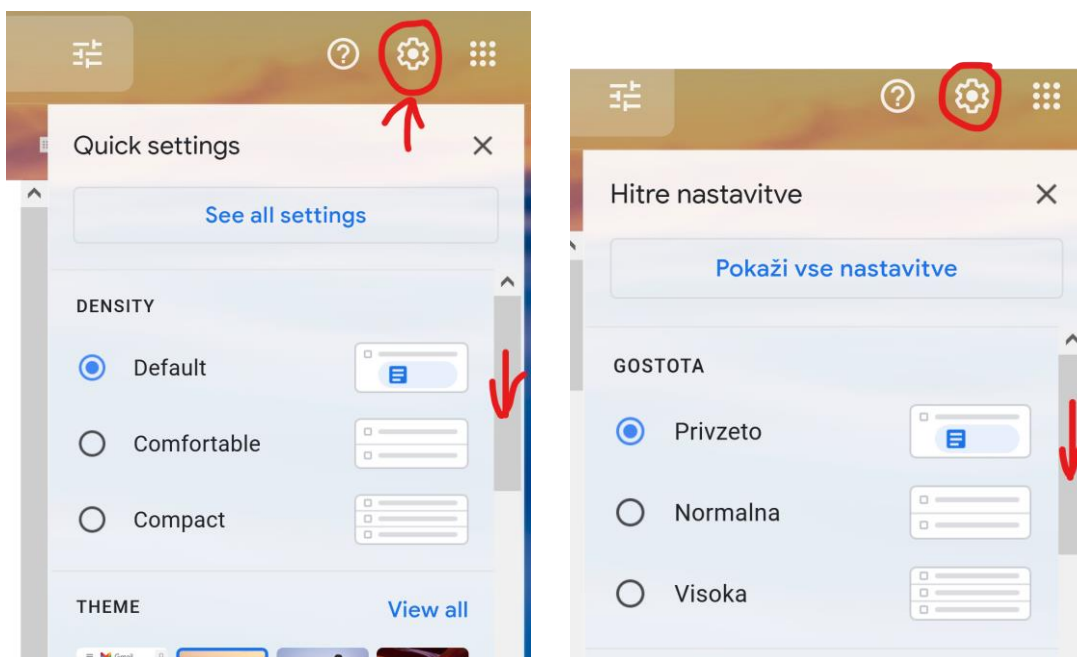 Quick settings
See all settings
DENSITY
Default
Comfortable
Compact
THEME
View all
Gmail
Hitre nastavitve
Pokaži vse nastavitve
GOSTOTA
Privzeto
Normalna
Visoka